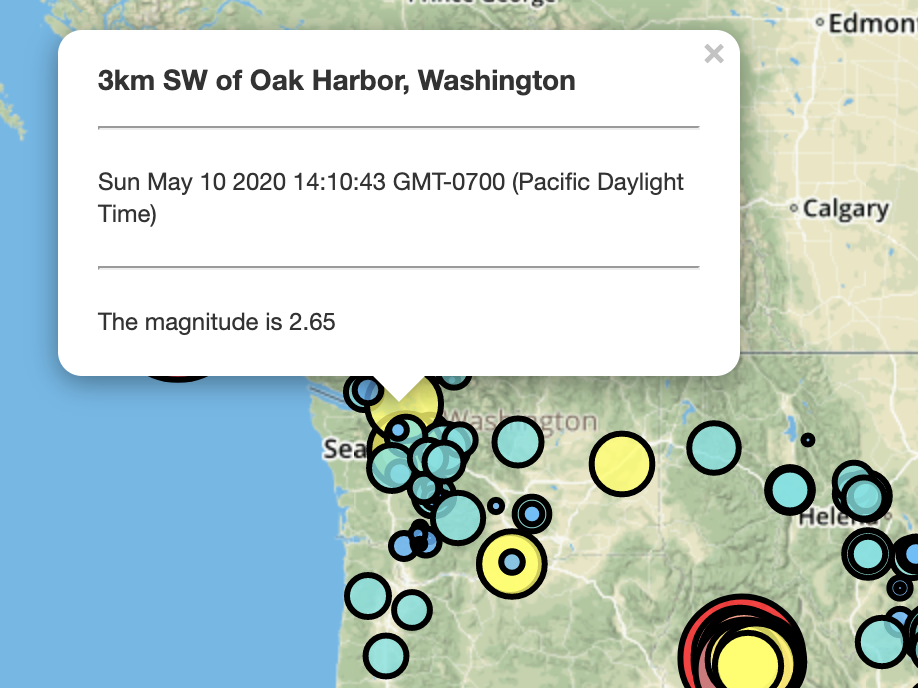 Prince George
Edmon
×
3km SW of Oak Harbor, Washington
Sun May 10 2020 14:10:43 GMT-0700 (Pacific Daylight
Time)
Calgary
The magnitude is 2.65
Washington
Sea
Helena